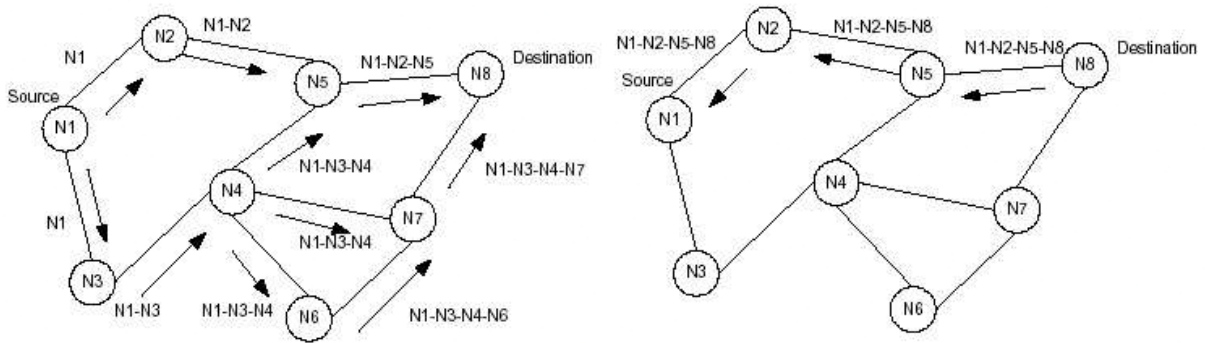 N1-N2
N2
N1
N1-N2-N5
Destination
N5
N8
Source
N1
N1-N3-N4
N1-N3-N4-N7
N4
N1
N7
N1-N3-N4
N3
N1-N3
N1-N3-N4
N6
N1-N3-N4-N6
N2
N1-N2-N5-N8
N1-N2-N5-N8
N1-N2-N5-N8
Destination
N5
N8
Source
N1
N4
N7
N3
N6